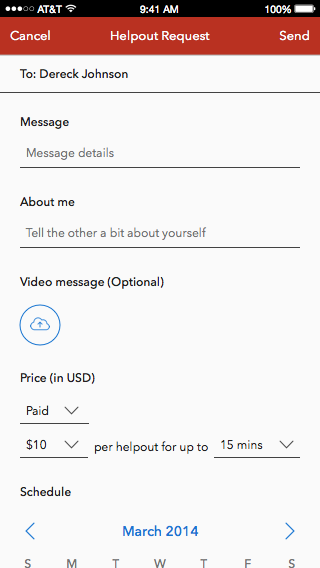 AT&T 9:41 AM 100%
Cancel Helpout Request Send
To: Dereck Johnson
Message
Message details
About me
Tell the other a bit about yourself
Video message (Optional)
Price (in USD)
Paid
$10 per helpout for up to 15 mins
Schedule
March 2014
S M T W T F S